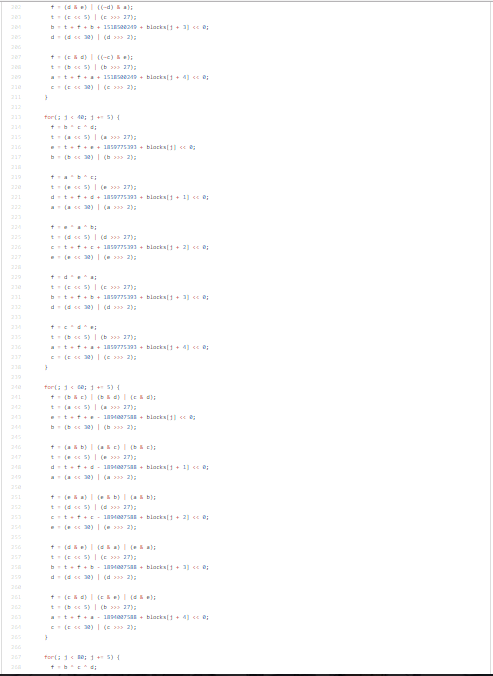 202 f = (d & e) | ((~d) & a);
203 t = (c << 5) | (c >>> 27);
204 b = t + f + b + 1518500249 + blocks[j + 3] << 0;
205 d = (d << 30) | (d >>> 2);
206
207 f = (c & d) | ((~c) & e);
208 t = (b << 5) | (b >>> 27);
209 a = t + f + a + 1518500249 + blocks[j + 4] << 0;
210 c = (c << 30) | (c >>> 2);
211 }
212
213 for(; j < 40; j += 5) {
214 f = b ^ c ^ d;
215 t = (a << 5) | (a >>> 27);
216 e = t + f + e + 1859775393 + blocks[j] << 0;
217 b = (b << 30) | (b >>> 2);
218
219 f = a ^ b ^ c;
220 t = (e << 5) | (e >>> 27);
221 d = t + f + d + 1859775393 + blocks[j + 1] << 0;
222 a = (a << 30) | (a >>> 2);
223
224 f = e ^ a ^ b;
225 t = (d << 5) | (d >>> 27);
226 c = t + f + c + 1859775393 + blocks[j + 2] << 0;
227 e = (e << 30) | (e >>> 2);
228
229 f = d ^ e ^ a;
230 t = (c << 5) | (c >>> 27);
231 b = t + f + b + 1859775393 + blocks[j + 3] << 0;
232 d = (d << 30) | (d >>> 2);
233
234 f = c ^ d ^ e;
235 t = (b << 5) | (b >>> 27);
236 a = t + f + a + 1859775393 + blocks[j + 4] << 0;
237 c = (c << 30) | (c >>> 2);
238 }
239
240 for(; j < 60; j += 5) {
241 f = (b & c) | (b & d) | (c & d);
242 t = (a << 5) | (a >>> 27);
243 e = t + f + e - 1894007588 + blocks[j] << 0;
244 b = (b << 30) | (b >>> 2);
245
246 f = (a & b) | (a & c) | (b & c);
247 t = (e << 5) | (e >>> 27);
248 d = t + f + d - 1894007588 + blocks[j + 1] << 0;
249 a = (a << 30) | (a >>> 2);
250
251 f = (e & a) | (e & b) | (a & b);
252 t = (d << 5) | (d >>> 27);
253 c = t + f + c - 1894007588 + blocks[j + 2] << 0;
254 e = (e << 30) | (e >>> 2);
255
256 f = (d & e) | (d & a) | (e & a);
257 t = (c << 5) | (c >>> 27);
258 b = t + f + b - 1894007588 + blocks[j + 3] << 0;
259 d = (d << 30) | (d >>> 2);
260
261 f = (c & d) | (c & e) | (d & e);
262 t = (b << 5) | (b >>> 27);
263 a = t + f + a - 1894007588 + blocks[j + 4] << 0;
264 c = (c << 30) | (c >>> 2);
265 }
266
267 for(; j < 80; j += 5) {
268 f = b ^ c ^ d;